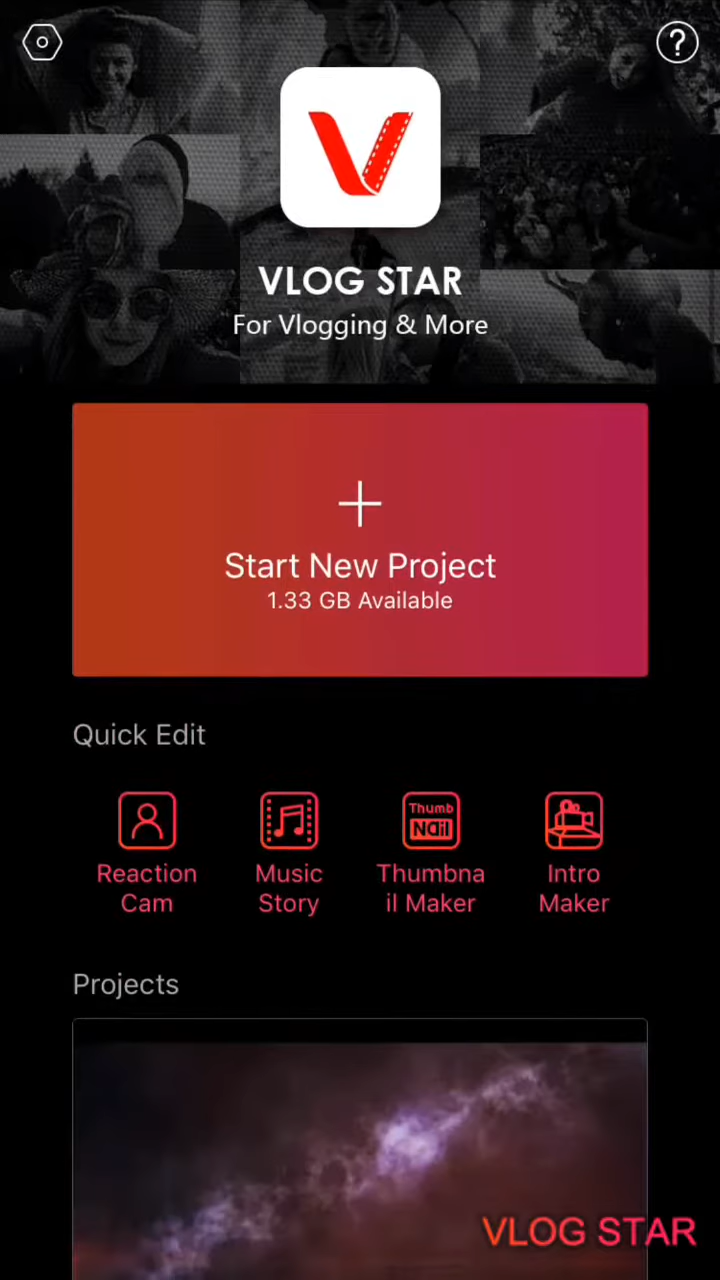 ?
V
VLOG STAR
For Vlogging & More
Start New Project
1.33 GB Available
Quick Edit
Thumb
Nail
Reaction
Cam
Music
Story
Thumbna
il Maker
Intro
Maker
Projects
VLOG STAR